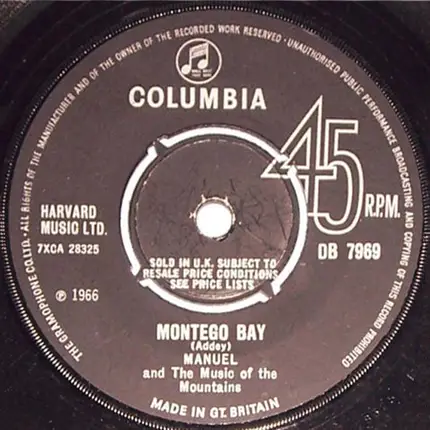 THE GRAMOPHONE CO. LTD. · ALL RIGHTS OF THE MANUFACTURER AND OF THE OWNER OF THE RECORDED WORK RESERVED · UNAUTHORISED PUBLIC PERFORMANCE BROADCASTING AND COPYING OF THIS RECORD PROHIBITED
COLUMBIA
45
R.P.M.
HARVARD
MUSIC LTD.
7XCA 28325
DB 7969
SOLD IN U.K. SUBJECT TO
RESALE PRICE CONDITIONS
SEE PRICE LISTS
℗ 1966
MONTEGO BAY
(Addey)
MANUEL
and The Music of the
Mountains
MADE IN GT. BRITAIN